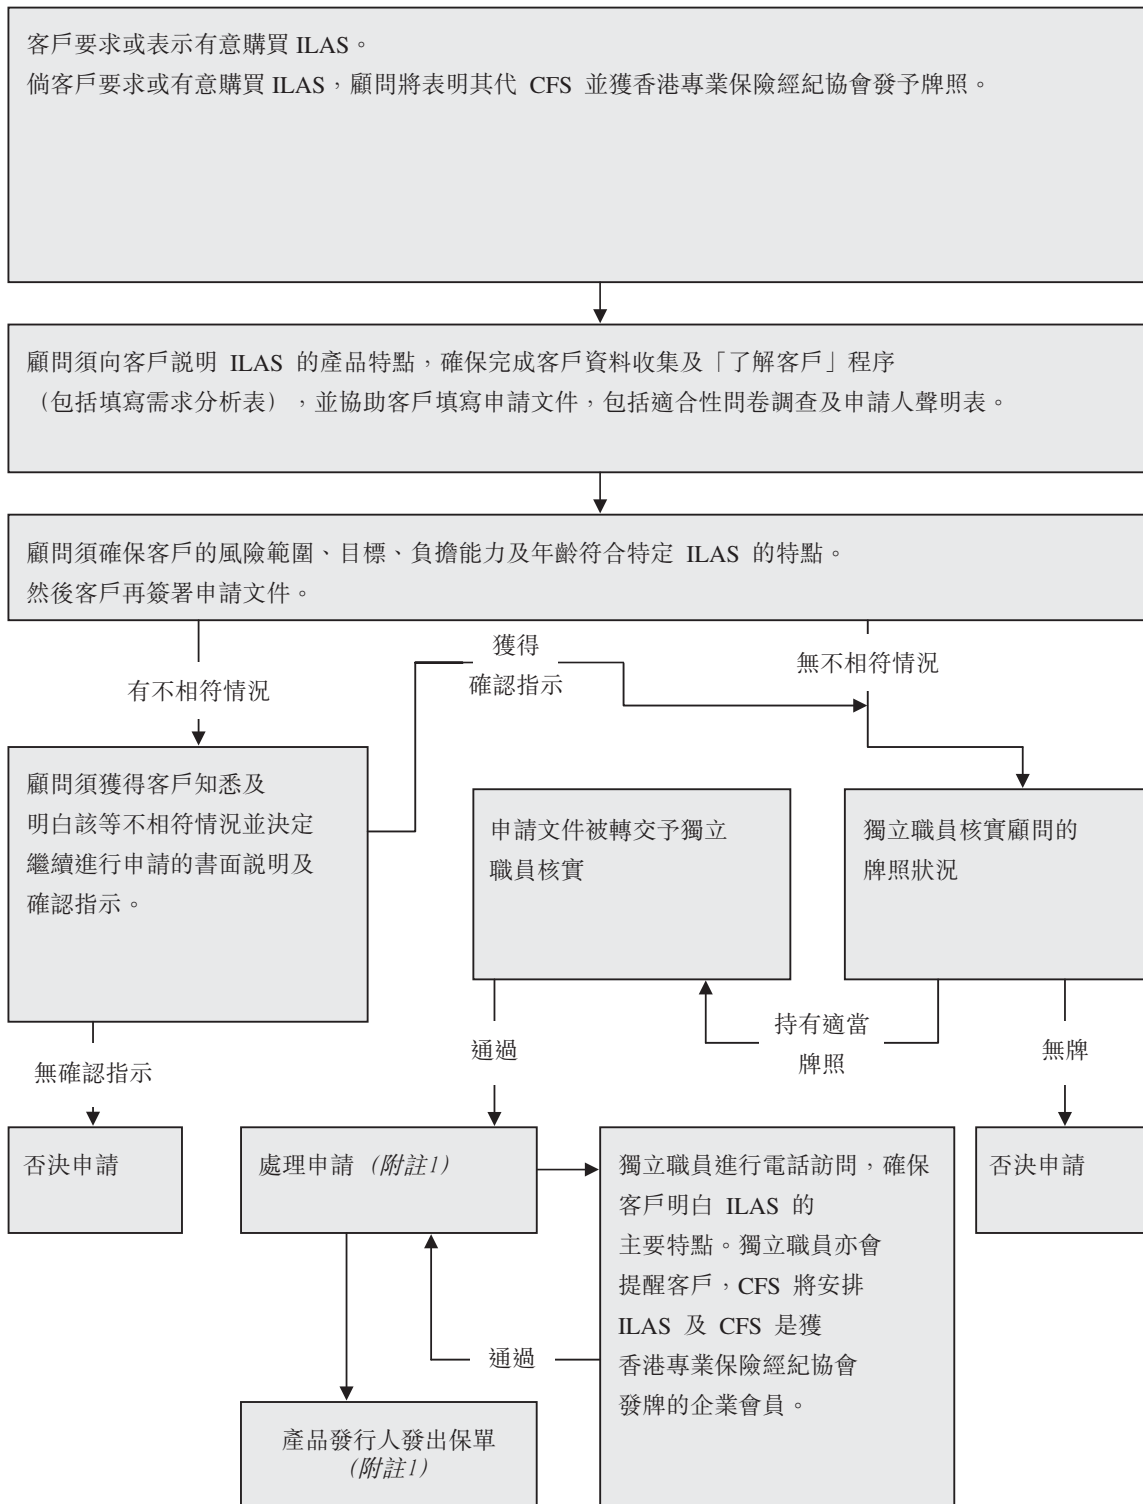 客戶要求或表示有意購買 ILAS。
倘客戶要求或有意購買 ILAS,顧問將表明其代 CFS 並獲香港專業保險經紀協會發予牌照。
顧問須向客戶説明 ILAS 的產品特點,確保完成客戶資料收集及「了解客戶」程序
(包括填寫需求分析表),並協助客戶填寫申請文件,包括適合性問卷調查及申請人聲明表。
顧問須確保客戶的風險範圍、目標、負擔能力及年齡符合特定 ILAS 的特點。
然後客戶再簽署申請文件。
獲得
確認指示
無不相符情況
有不相符情況
顧問須獲得客戶知悉及
明白該等不相符情況並決定
繼續進行申請的書面説明及
確認指示。
申請文件被轉交予獨立
職員核實
獨立職員核實顧問的
牌照狀況
持有適當
牌照
通過
無牌
無確認指示
否決申請
處理申請 (附註1)
獨立職員進行電話訪問,確保
客戶明白 ILAS 的
主要特點。獨立職員亦會
提醒客戶,CFS 將安排
ILAS 及 CFS 是獲
香港專業保險經紀協會
發牌的企業會員。
否決申請
通過
產品發行人發出保單
(附註1)